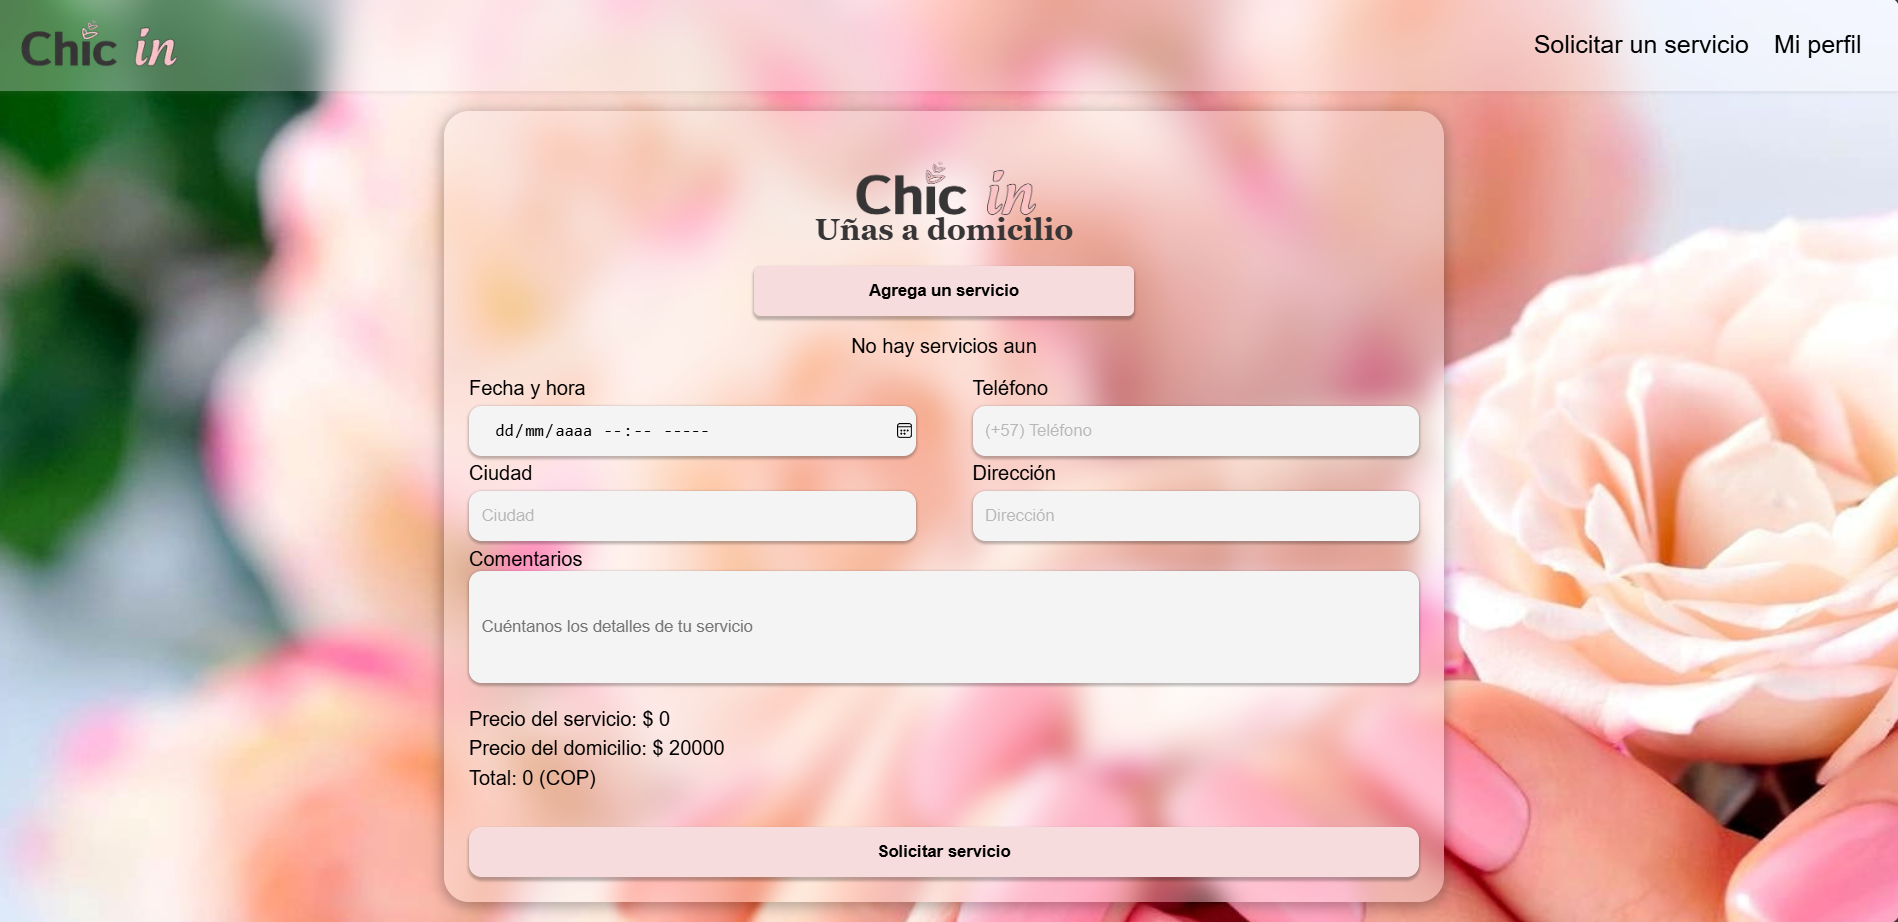 Chic in
Solicitar un servicio
Mi perfil
Chic in
Uñas a domicilio
Agrega un servicio
No hay servicios aun
Fecha y hora
Teléfono
dd/mm/aaaa --:-- -----
(+57) Teléfono
Ciudad
Dirección
Ciudad
Dirección
Comentarios
Cuéntanos los detalles de tu servicio
Precio del servicio: $ 0
Precio del domicilio: $ 20000
Total: 0 (COP)
Solicitar servicio